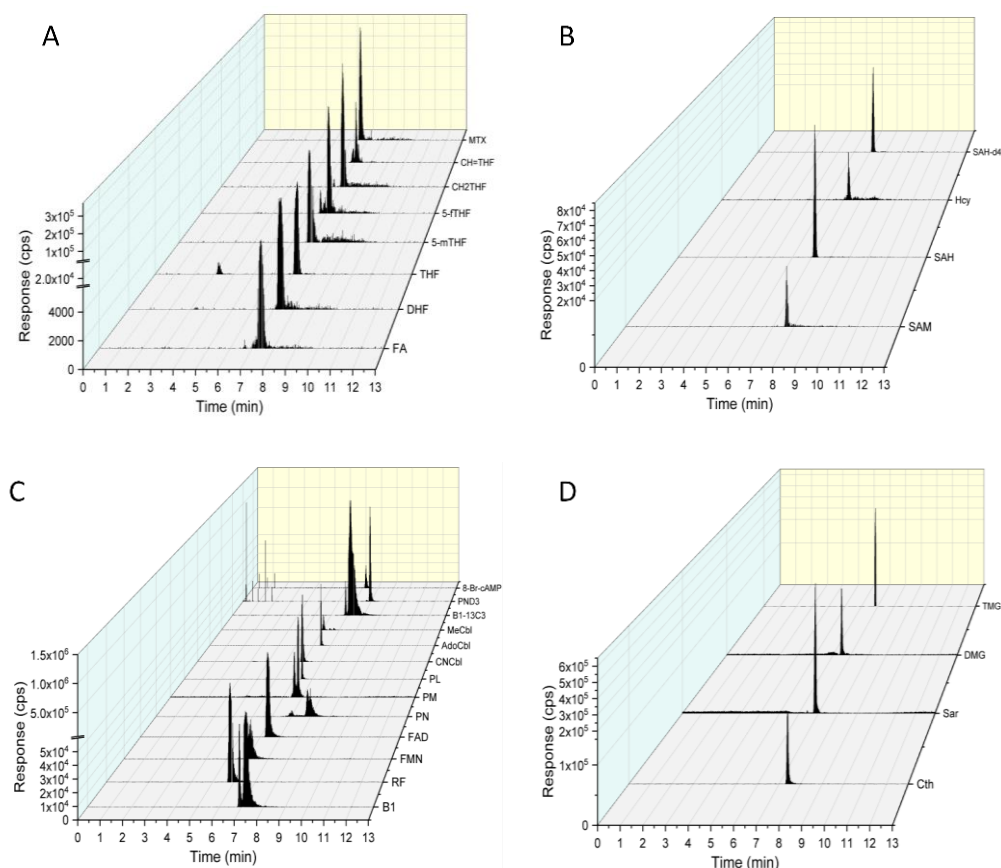 A
Response (cps)
3x10⁵
2x10⁵
1x10⁵
2.0x10⁴
4000
2000
0
0 1 2 3 4 5 6 7 8 9 10 11 12 13
Time (min)
MTX
CH=THF
CH2THF
5-fTHF
5-mTHF
THF
DHF
FA
B
Response (cps)
8x10⁴
7x10⁴
6x10⁴
5x10⁴
4x10⁴
3x10⁴
2x10⁴
0
0 1 2 3 4 5 6 7 8 9 10 11 12 13
Time (min)
SAH-d4
Hcy
SAH
SAM
C
Response (cps)
1.5x10⁶
1.0x10⁶
5.0x10⁵
5x10⁴
4x10⁴
3x10⁴
2x10⁴
1x10⁴
0
0 1 2 3 4 5 6 7 8 9 10 11 12 13
Time (min)
8-Br-cAMP
PND3
B1-13C3
MeCbl
AdoCbl
CNCbl
PL
PM
PN
FAD
FMN
RF
B1
D
Response (cps)
6x10⁵
5x10⁵
4x10⁵
3x10⁵
2x10⁵
1x10⁵
0
0 1 2 3 4 5 6 7 8 9 10 11 12 13
Time (min)
TMG
DMG
Sar
Cth